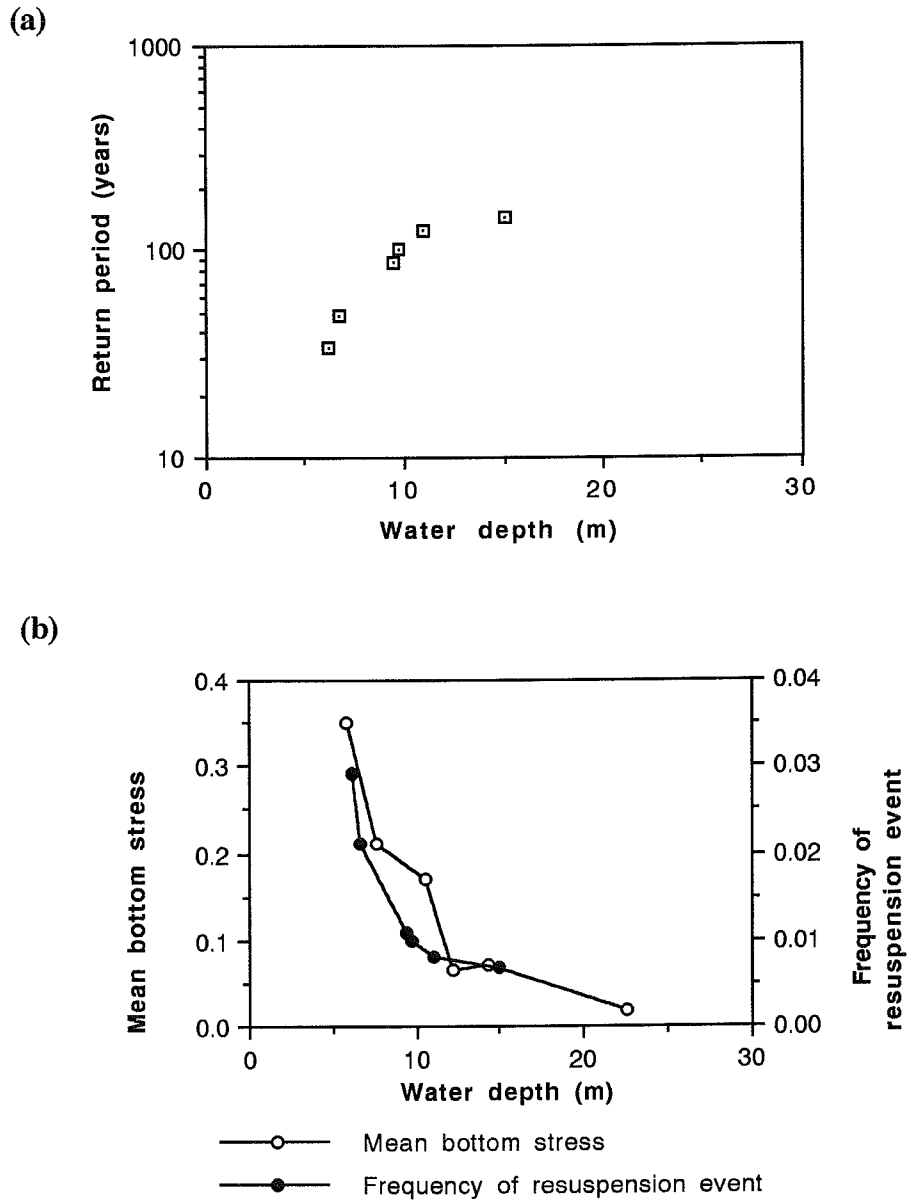 (a)
1000
100
10
Return period (years)
0
10
20
30
Water depth (m)
(b)
0.4
0.3
0.2
0.1
0.0
Mean bottom stress
0.04
0.03
0.02
0.01
0.00
Frequency of
resuspension event
0
10
20
30
Water depth (m)
Mean bottom stress
Frequency of resuspension event